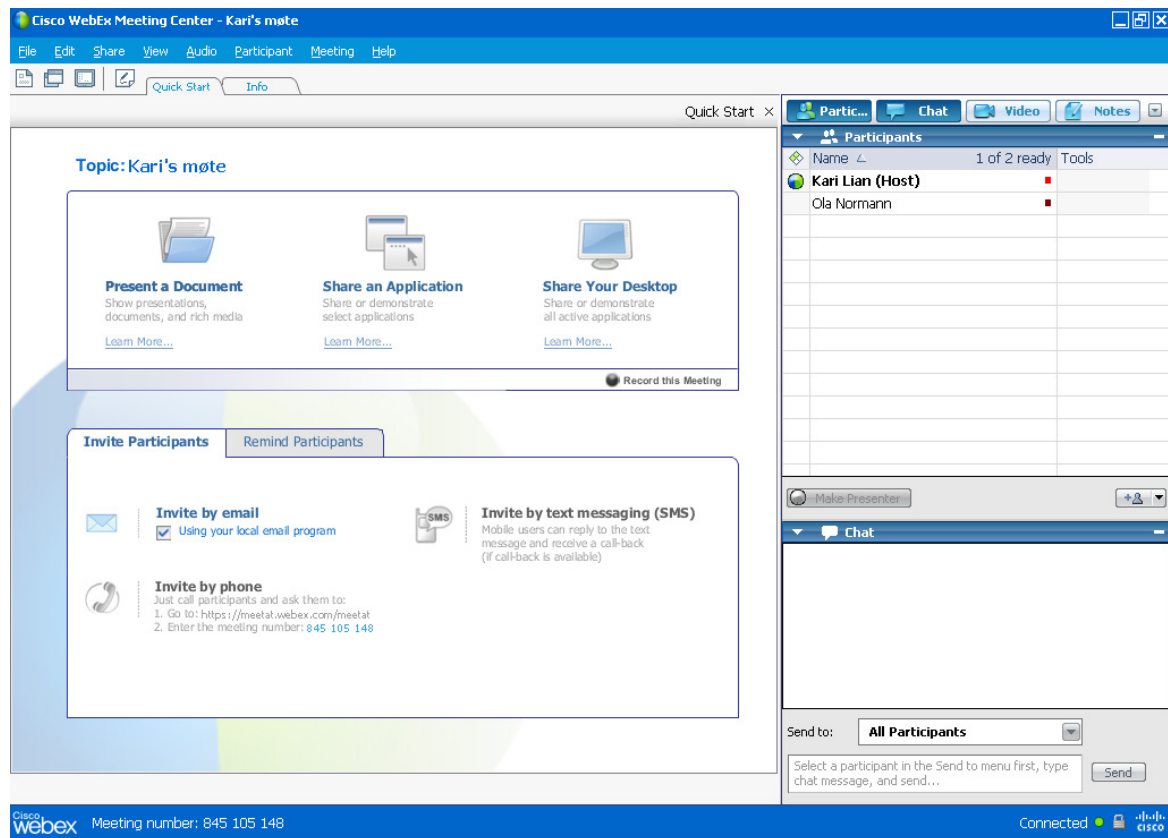 Cisco WebEx Meeting Center - Kari's møte
File Edit Share View Audio Participant Meeting Help
Quick Start Info
Quick Start
Topic: Kari's møte
Present a Document
Show presentations,
documents, and rich media
Learn More...
Share an Application
Share or demonstrate
select applications
Learn More...
Share Your Desktop
Share or demonstrate
all active applications
Learn More...
Record this Meeting
Invite Participants Remind Participants
Invite by email
Using your local email program
SMS
Invite by text messaging (SMS)
Mobile users can reply to the text
message and receive a call-back
(if call-back is available)
Invite by phone
Just call participants and ask them to:
1. Go to: https://meetat.webex.com/meetat
2. Enter the meeting number: 845 105 148
Partic... Chat Video Notes
Participants
Name 1 of 2 ready Tools
Kari Lian (Host)
Ola Normann
Make Presenter
Chat
Send to: All Participants
Select a participant in the Send to menu first, type
chat message, and send...
Send
Cisco
webex Meeting number: 845 105 148
Connected
cisco